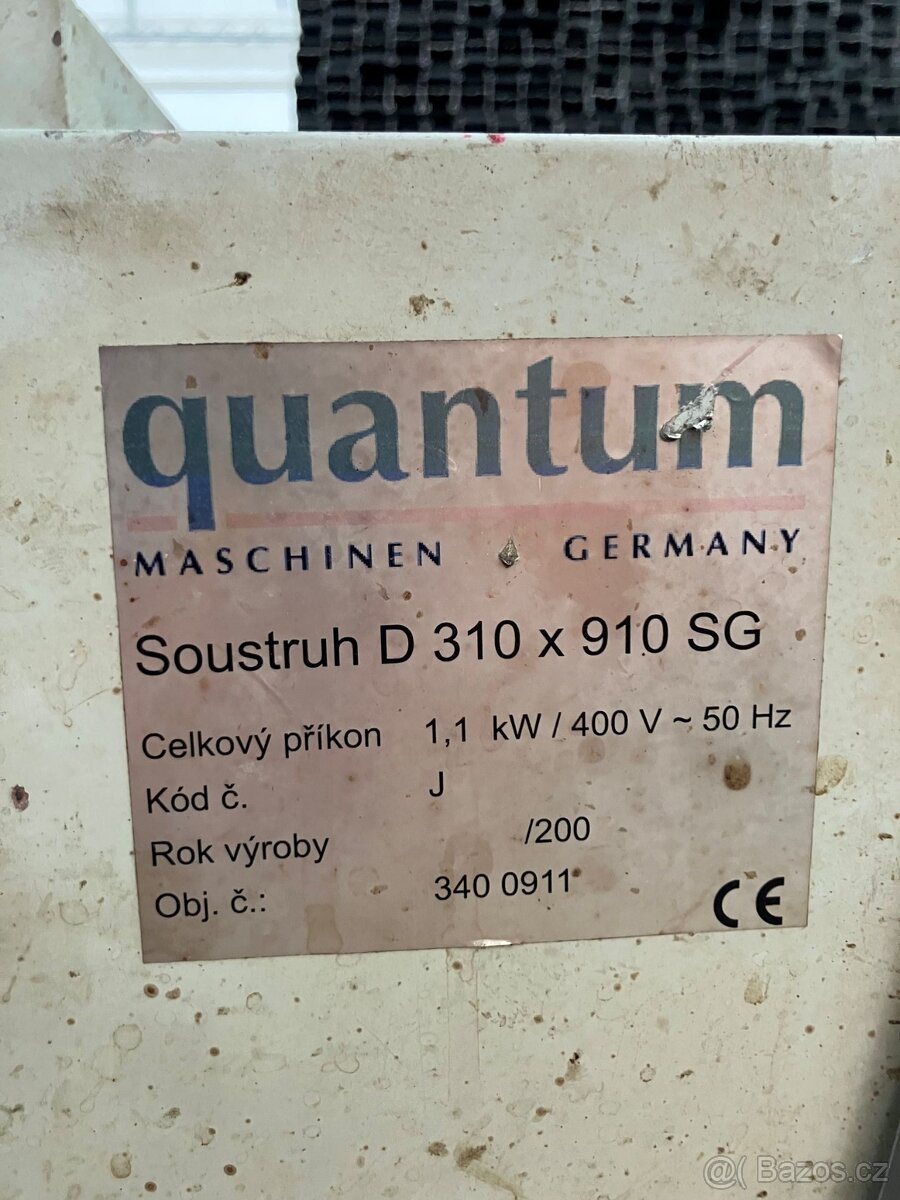 quantum
MASCHINEN GERMANY
Soustruh D 310 x 910 SG
Celkový příkon 1,1 kW / 400 V ~ 50 Hz
Kód č. J
Rok výroby /200
Obj. č.: 340 0911
CE
@( Bazos.cz